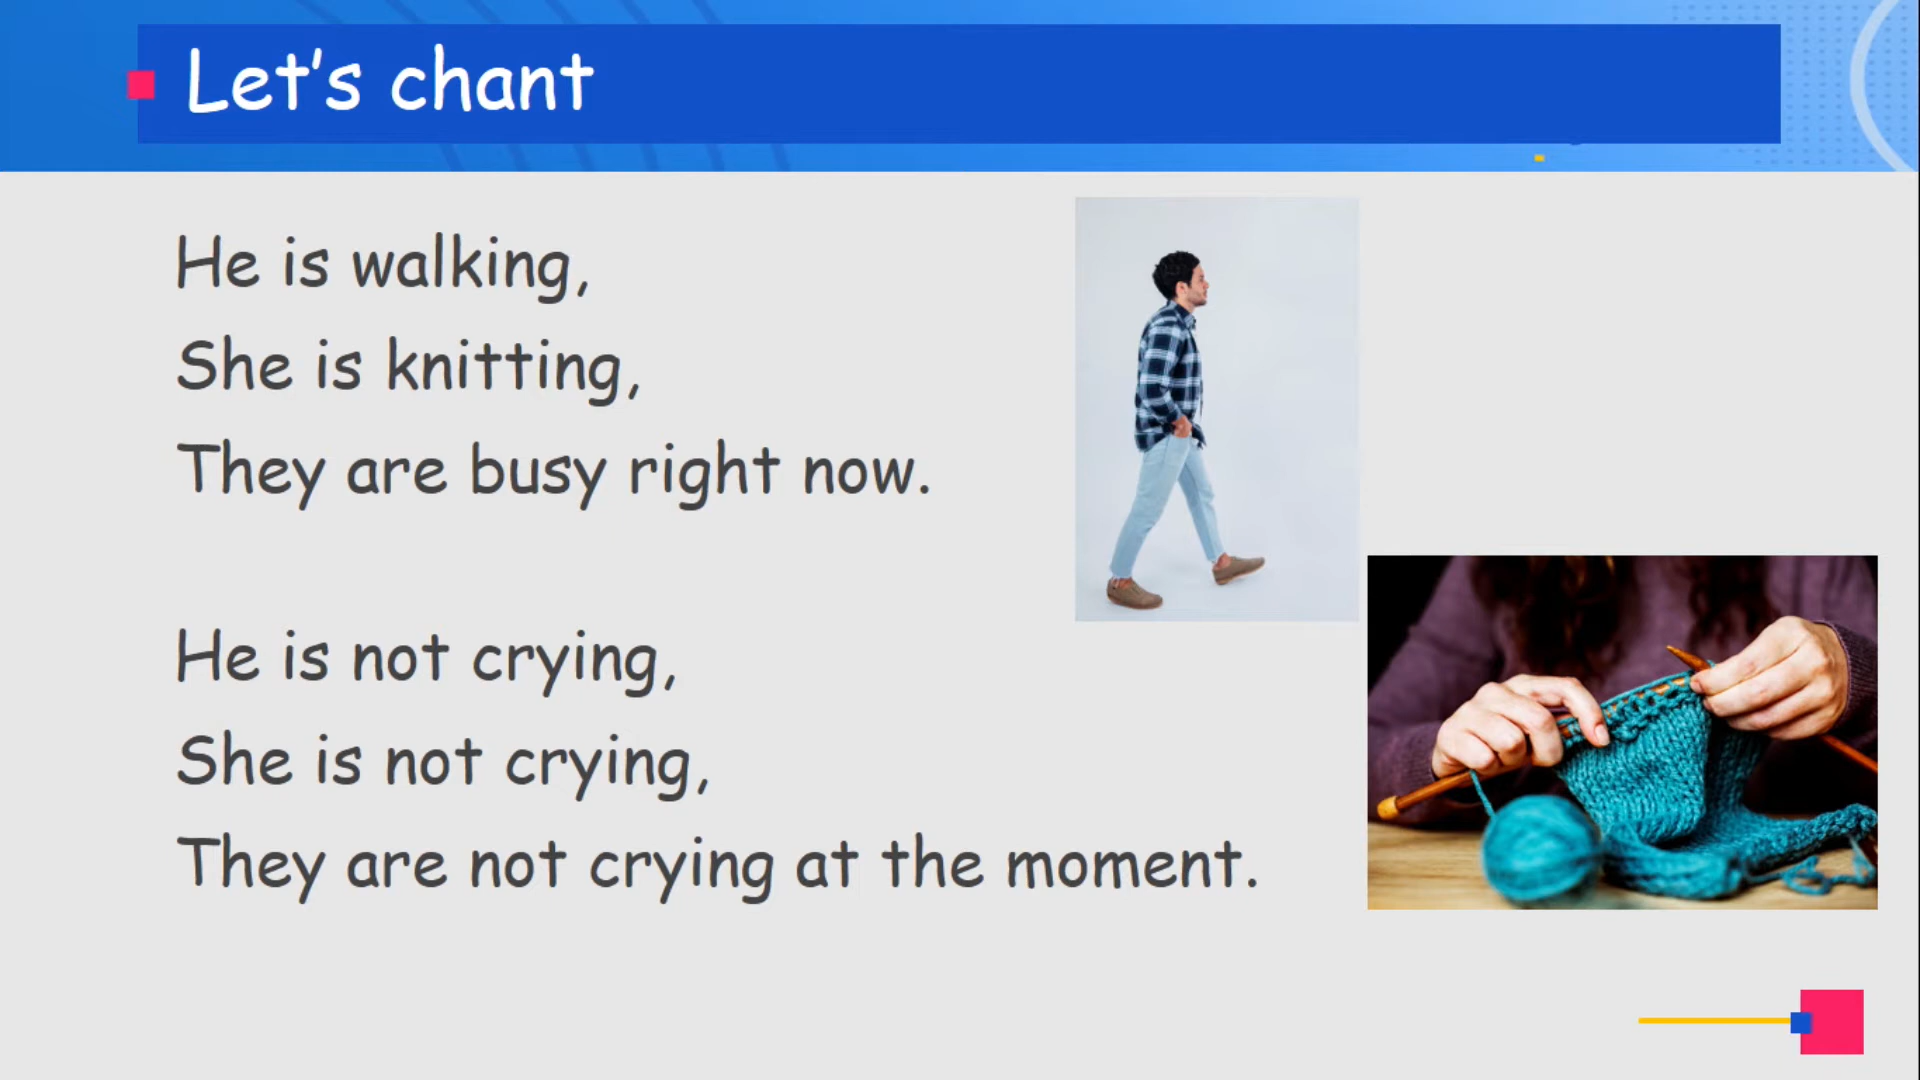 Let's chant
He is walking,
She is knitting,
They are busy right now.
He is not crying,
She is not crying,
They are not crying at the moment.